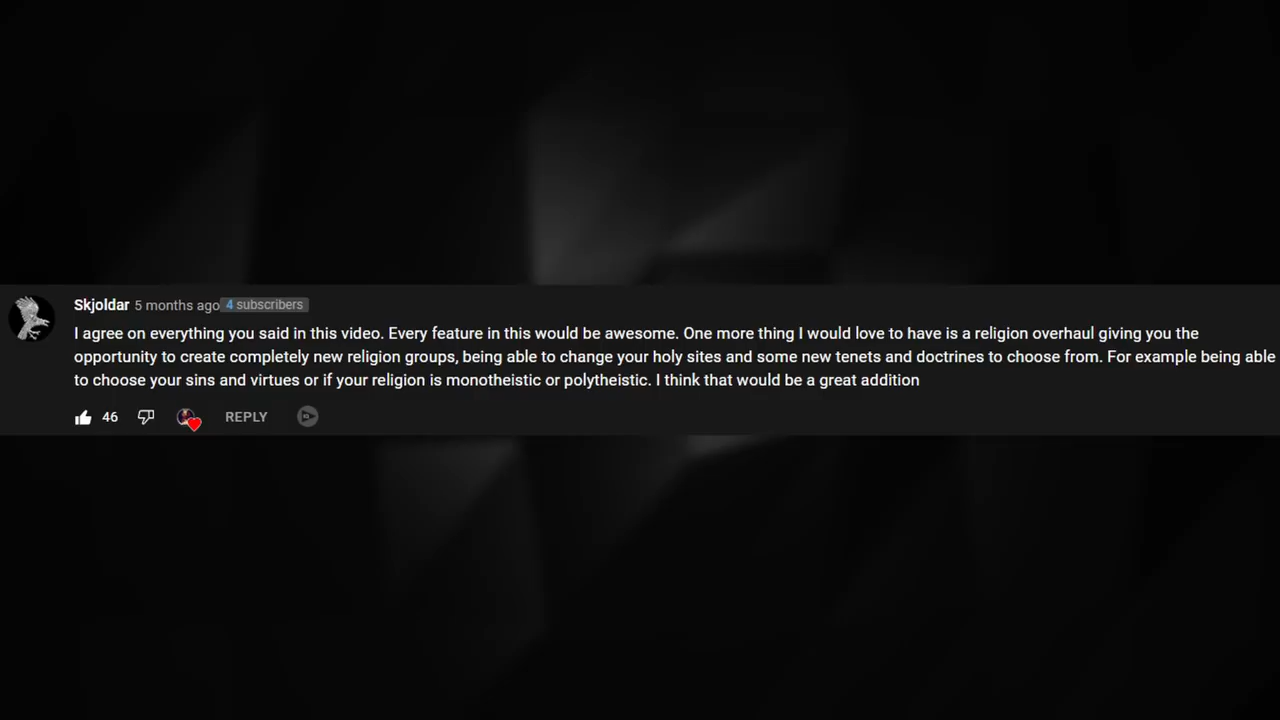 Skjoldar 5 months ago 4 subscribers
I agree on everything you said in this video. Every feature in this would be awesome. One more thing I would love to have is a religion overhaul giving you the
opportunity to create completely new religion groups, being able to change your holy sites and some new tenets and doctrines to choose from. For example being able
to choose your sins and virtues or if your religion is monotheistic or polytheistic. I think that would be a great addition
46 REPLY